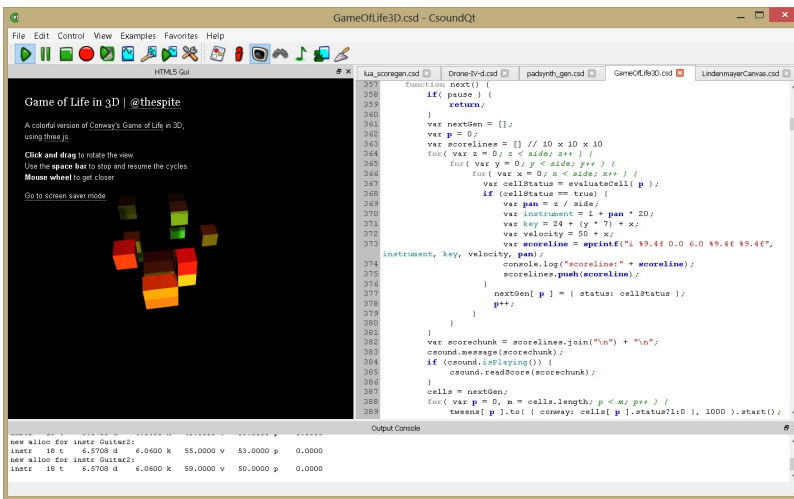 GameOfLife3D.csd - CsoundQt
File Edit Control View Examples Favorites Help
HTML5 Gui
Game of Life in 3D | @thespite
A colorful version of Conway's Game of Life in 3D,
using three.js.
Click and drag to rotate the view.
Use the space bar to stop and resume the cycles.
Mouse wheel to get closer.
Go to screen saver mode
lua_scoregen.csd Drone-IV-d.csd padsynth_gen.csd GameOfLife3D.csd LindenmayerCanvas.csd
357 function next() {
358 if( pause ) {
359 return;
360 }
361 var nextGen = [];
362 var p = 0;
363 var scorelines = [] // 10 x 10 x 10
364 for( var z = 0; z < side; z++ ) {
365 for( var y = 0; y < side; y++ ) {
366 for( var x = 0; x < side; x++ ) {
367 var cellStatus = evaluateCell( p );
368 if (cellStatus == true) {
369 var pan = z / side;
370 var instrument = 1 + pan * 20;
371 var key = 24 + (y * 7) + x;
372 var velocity = 50 + x;
373 var scoreline = sprintf("i %9.4f 0.0 6.0 %9.4f %9.4f",
instrument, key, velocity, pan);
374 console.log("scoreline:" + scoreline);
375 scorelines.push(scoreline);
376 }
377 nextGen[ p ] = { status: cellStatus };
378 p++;
379 }
380 }
381 }
382 var scorechunk = scorelines.join("\n") + "\n";
383 csound.message(scorechunk);
384 if (csound.isPlaying()) {
385 csound.readScore(scorechunk);
386 }
387 cells = nextGen;
388 for( var p = 0, m = cells.length; p < m; p++ ) {
389 tweens[ p ].to( { conway: cells[ p ].status?1:0 }, 1000 ).start();
Output Console
new alloc for instr Guitar2:
instr 18 t 6.5708 d 6.0600 k 55.0000 v 53.0000 p 0.0000
new alloc for instr Guitar2:
instr 18 t 6.5708 d 6.0600 k 59.0000 v 50.0000 p 0.0000